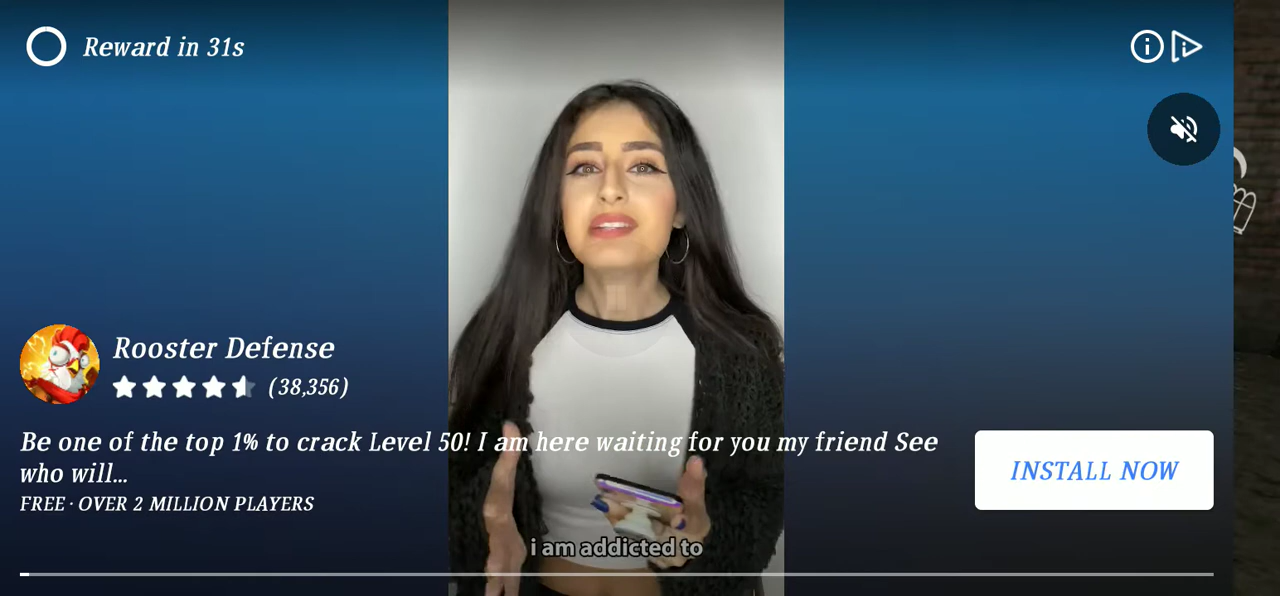 Reward in 31s
Rooster Defense
(38,356)
Be one of the top 1% to crack Level 50! I am here waiting for you my friend See
who will...
FREE · OVER 2 MILLION PLAYERS
INSTALL NOW
i am addicted to